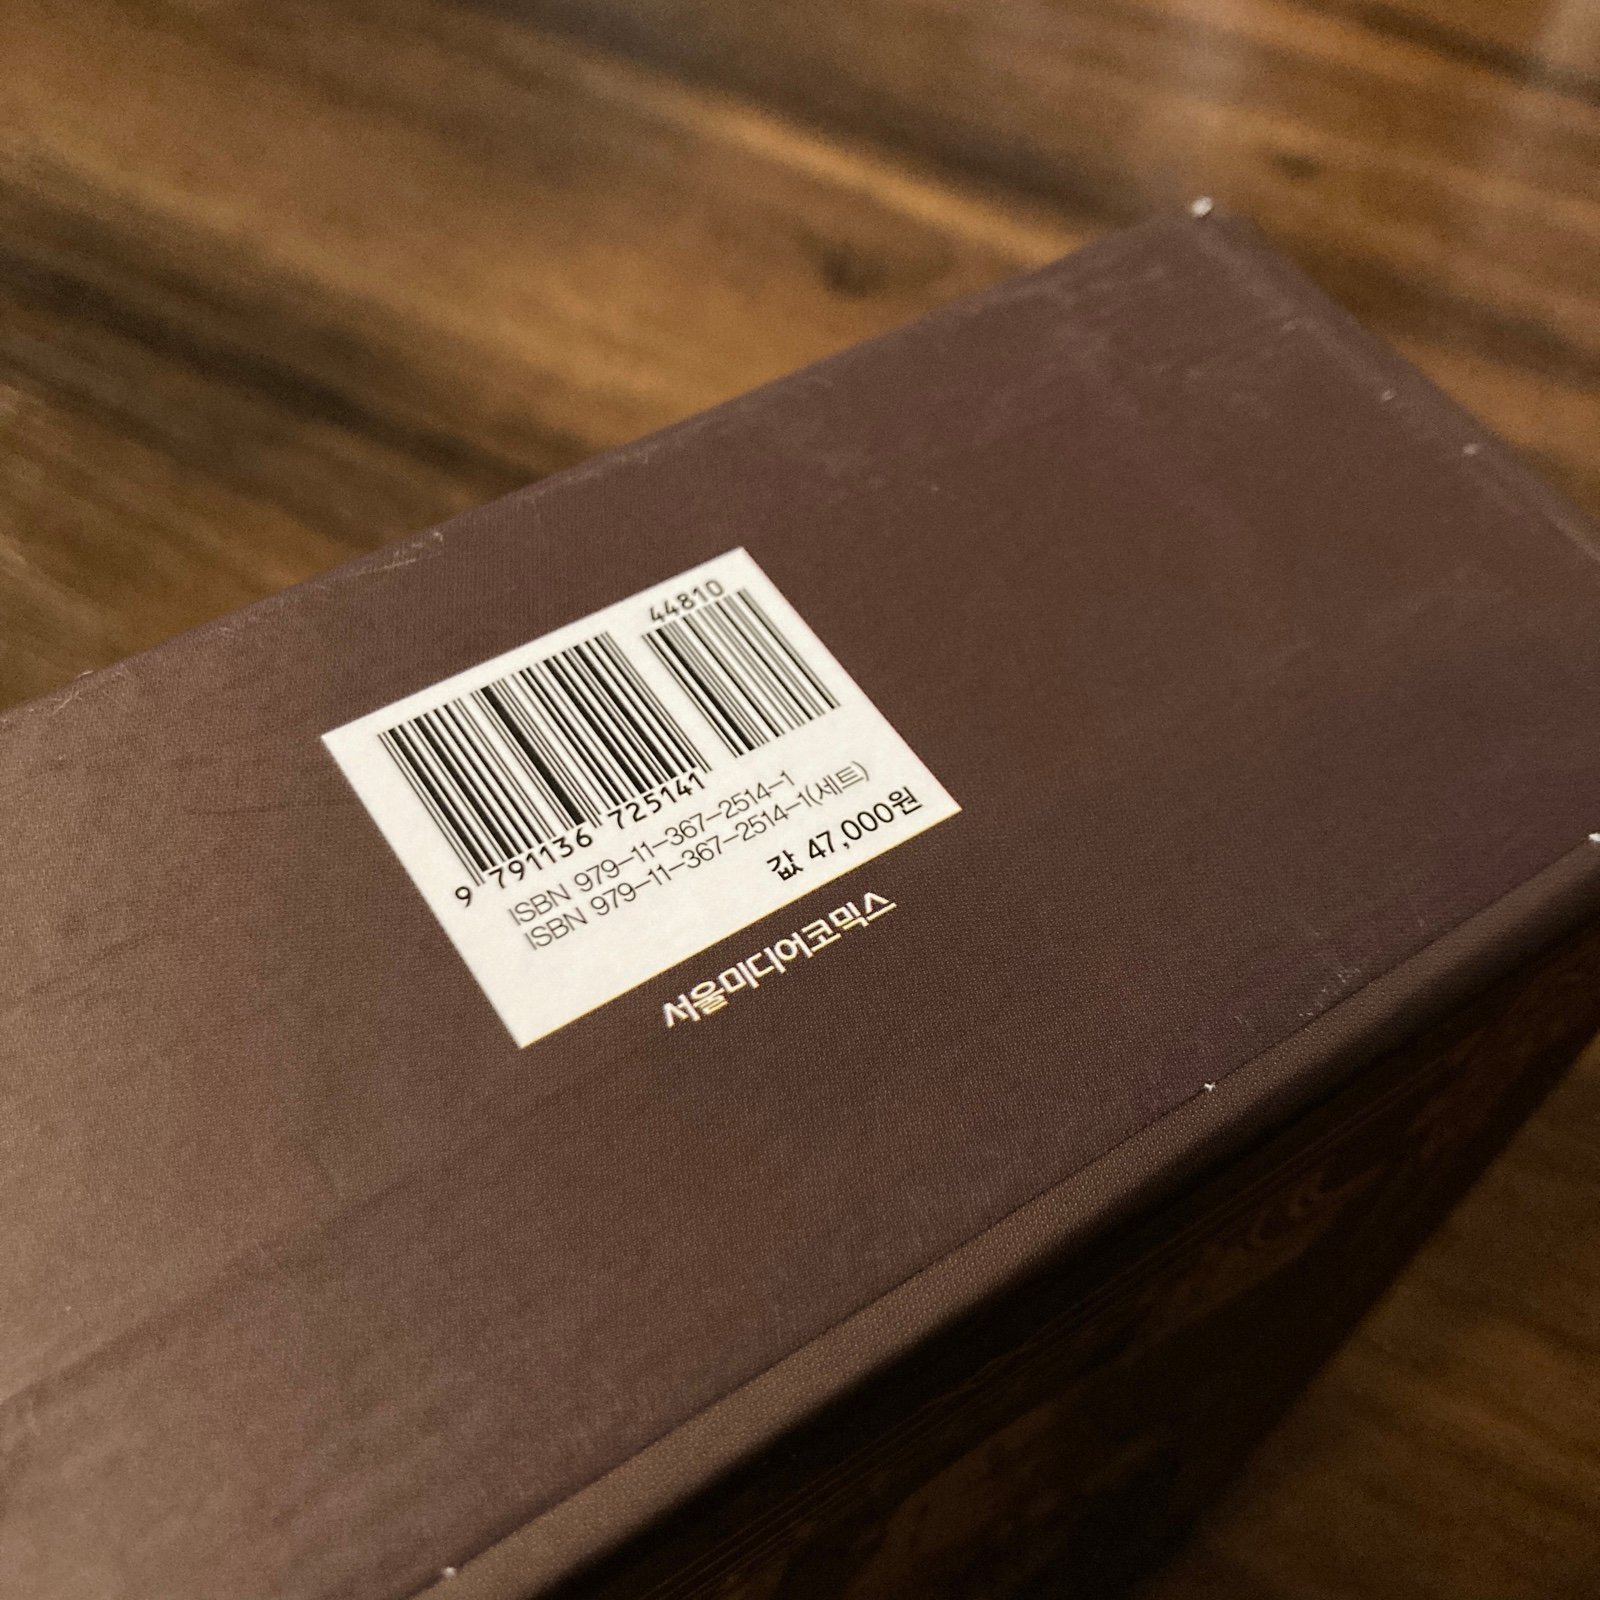 44810
9 791136 725141
ISBN 979-11-367-2514-1
ISBN 979-11-367-2514-1(세트)
값 47,000원
서울미디어코믹스